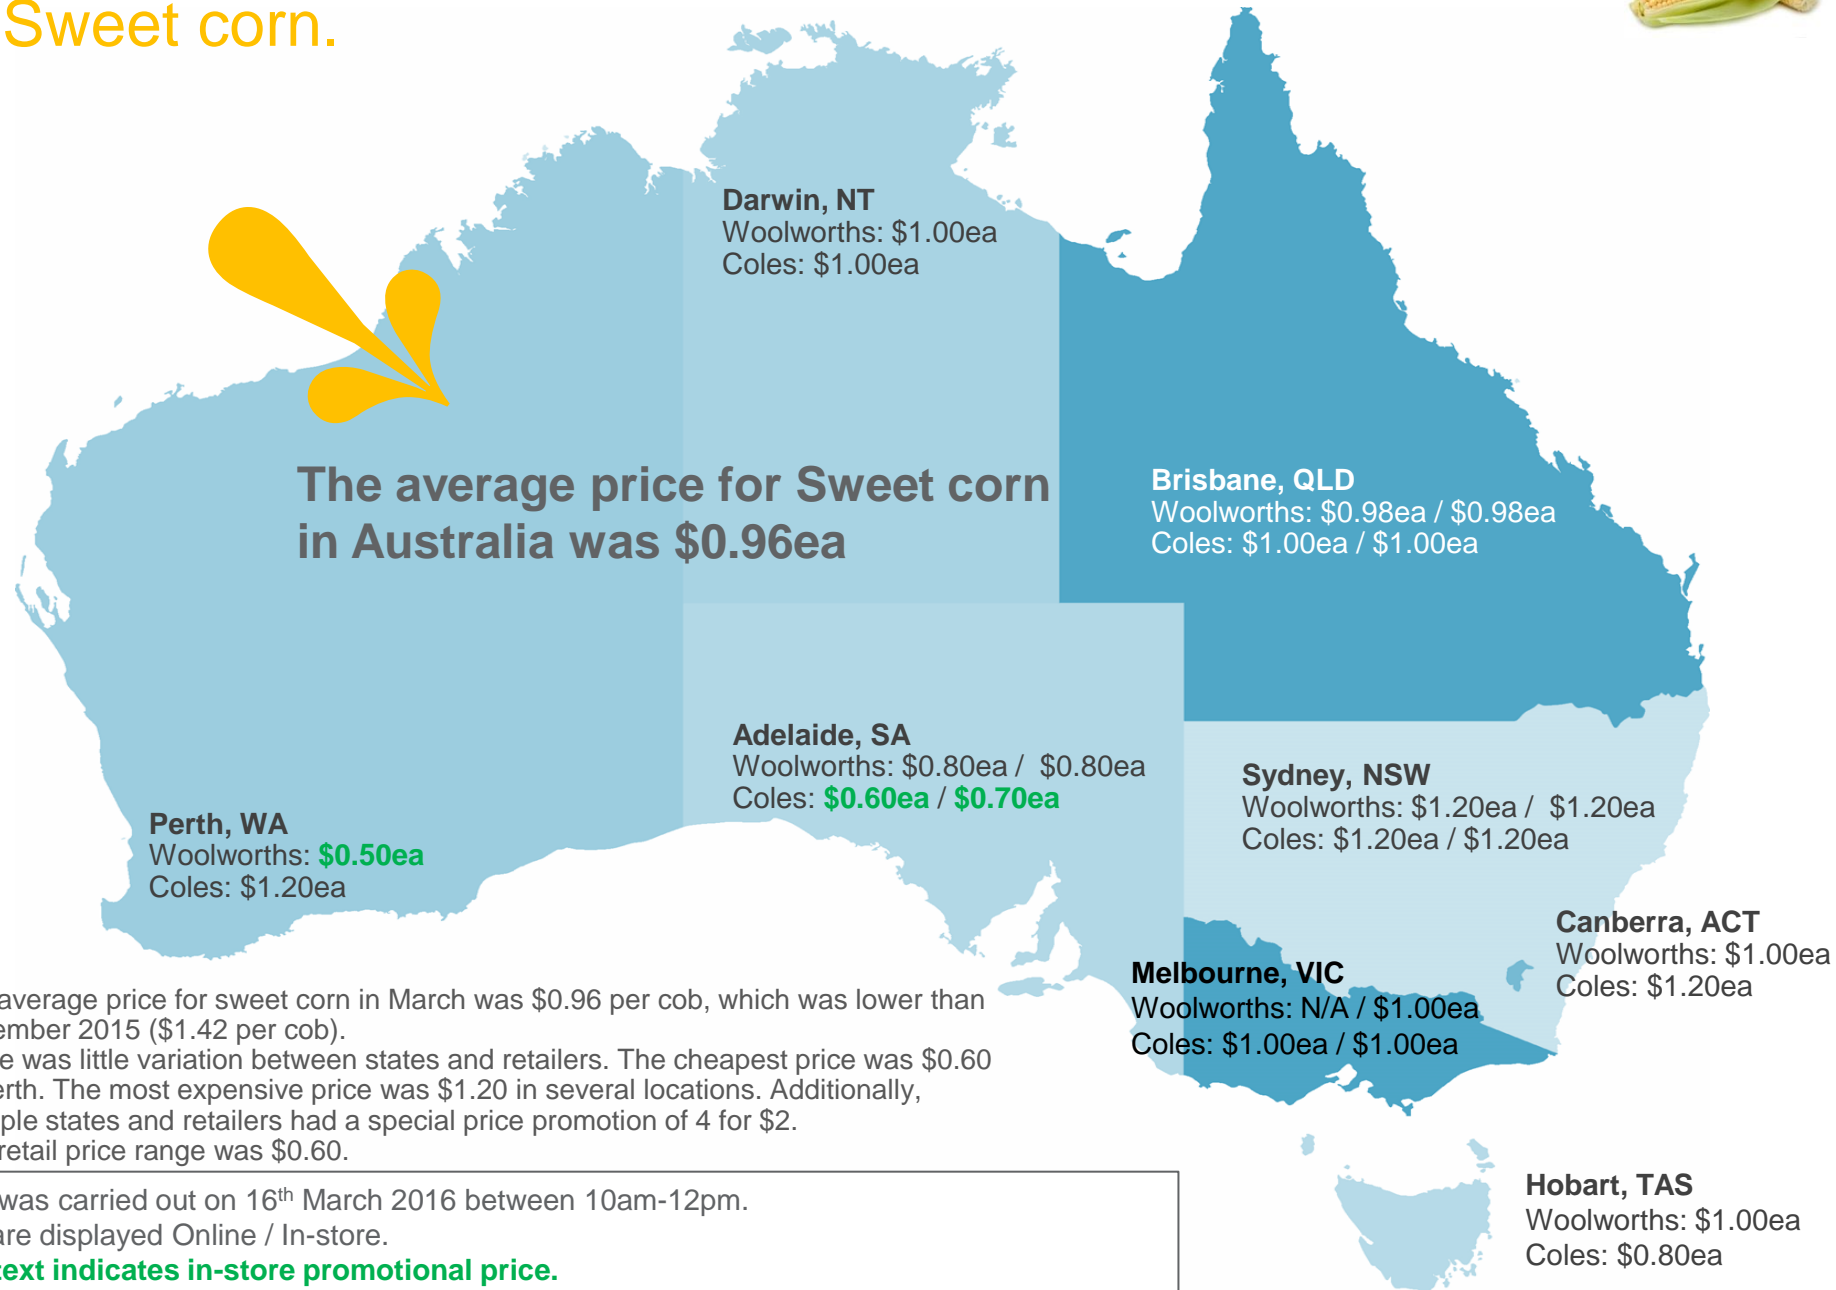 Sweet corn.
Darwin, NT
Woolworths: $1.00ea
Coles: $1.00ea
The average price for Sweet corn
in Australia was $0.96ea
Brisbane, QLD
Woolworths: $0.98ea / $0.98ea
Coles: $1.00ea / $1.00ea
Adelaide, SA
Woolworths: $0.80ea /  $0.80ea
Coles: $0.60ea / $0.70ea
Sydney, NSW
Woolworths: $1.20ea /  $1.20ea
Coles: $1.20ea / $1.20ea
Perth, WA
Woolworths: $0.50ea
Coles: $1.20ea
Canberra, ACT
Woolworths: $1.00ea
Coles: $1.20ea
Melbourne, VIC
Woolworths: N/A / $1.00ea
Coles: $1.00ea / $1.00ea
average price for sweet corn in March was $0.96 per cob, which was lower than
ember 2015 ($1.42 per cob).
e was little variation between states and retailers. The cheapest price was $0.60
erth. The most expensive price was $1.20 in several locations. Additionally,
ple states and retailers had a special price promotion of 4 for $2.
retail price range was $0.60.
was carried out on 16th March 2016 between 10am-12pm.
are displayed Online / In-store.
text indicates in-store promotional price.
Hobart, TAS
Woolworths: $1.00ea
Coles: $0.80ea